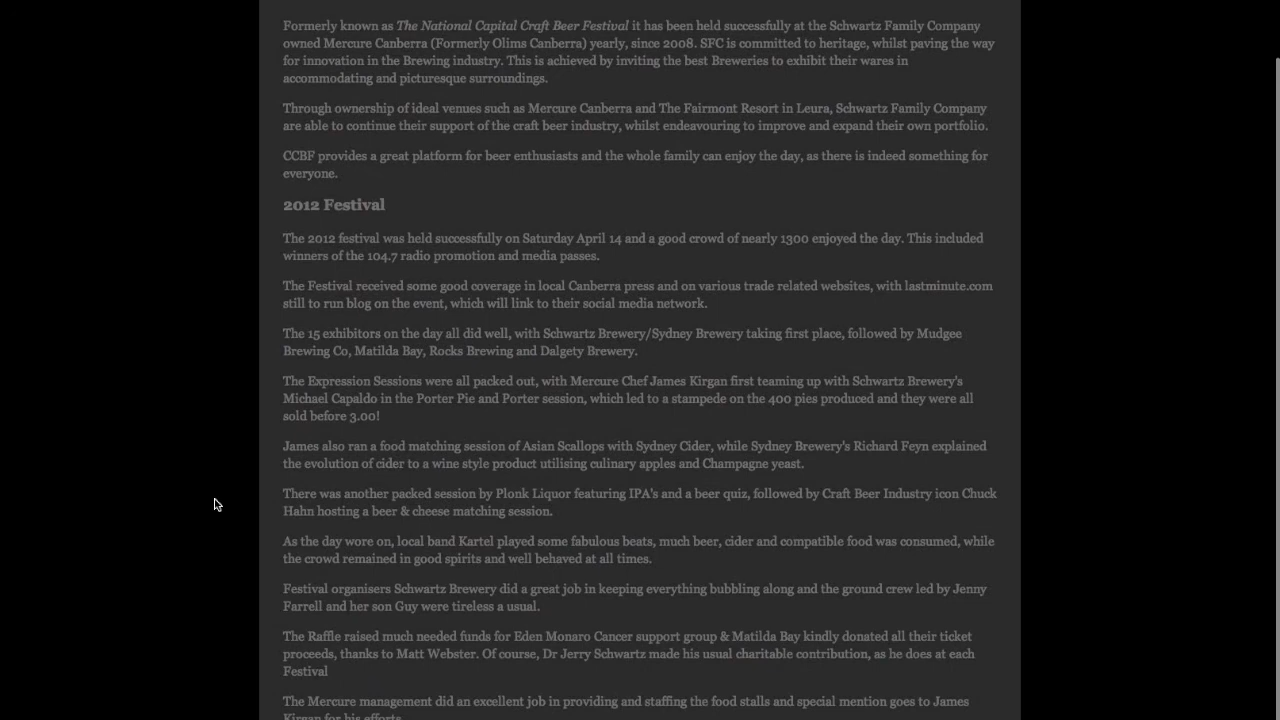 Formerly known as The National Capital Craft Beer Festival it has been held successfully at the Schwartz Family Company
owned Mercure Canberra (Formerly Olims Canberra) yearly, since 2008. SFC is committed to heritage, whilst paving the way
for innovation in the Brewing industry. This is achieved by inviting the best Breweries to exhibit their wares in
accommodating and picturesque surroundings.
Through ownership of ideal venues such as Mercure Canberra and The Fairmont Resort in Leura, Schwartz Family Company
are able to continue their support of the craft beer industry, whilst endeavouring to improve and expand their own portfolio.
CCBF provides a great platform for beer enthusiasts and the whole family can enjoy the day, as there is indeed something for
everyone.
2012 Festival
The 2012 festival was held successfully on Saturday April 14 and a good crowd of nearly 1300 enjoyed the day. This included
winners of the 104.7 radio promotion and media passes.
The Festival received some good coverage in local Canberra press and on various trade related websites, with lastminute.com
still to run blog on the event, which will link to their social media network.
The 15 exhibitors on the day all did well, with Schwartz Brewery/Sydney Brewery taking first place, followed by Mudgee
Brewing Co, Matilda Bay, Rocks Brewing and Dalgety Brewery.
The Expression Sessions were all packed out, with Mercure Chef James Kirgan first teaming up with Schwartz Brewery's
Michael Capaldo in the Porter Pie and Porter session, which led to a stampede on the 400 pies produced and they were all
sold before 3.00!
James also ran a food matching session of Asian Scallops with Sydney Cider, while Sydney Brewery's Richard Feyn explained
the evolution of cider to a wine style product utilising culinary apples and Champagne yeast.
There was another packed session by Plonk Liquor featuring IPA's and a beer quiz, followed by Craft Beer Industry icon Chuck
Hahn hosting a beer & cheese matching session.
As the day wore on, local band Kartel played some fabulous beats, much beer, cider and compatible food was consumed, while
the crowd remained in good spirits and well behaved at all times.
Festival organisers Schwartz Brewery did a great job in keeping everything bubbling along and the ground crew led by Jenny
Farrell and her son Guy were tireless a usual.
The Raffle raised much needed funds for Eden Monaro Cancer support group & Matilda Bay kindly donated all their ticket
proceeds, thanks to Matt Webster. Of course, Dr Jerry Schwartz made his usual charitable contribution, as he does at each
Festival
The Mercure management did an excellent job in providing and staffing the food stalls and special mention goes to James
Kirgan for his efforts